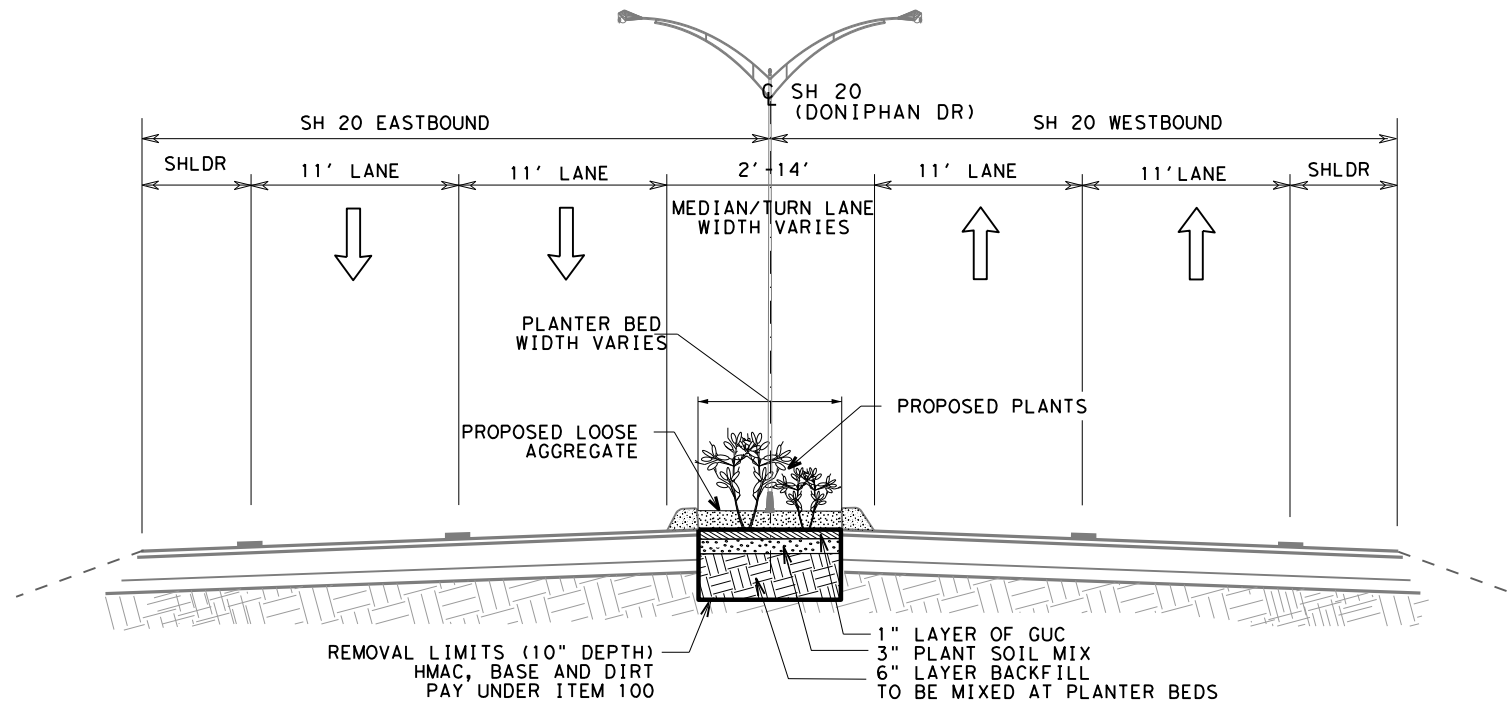 ℄ SH 20
(DONIPHAN DR)
SH 20 EASTBOUND
SH 20 WESTBOUND
SHLDR
11' LANE
11' LANE
2'-14'
11' LANE
11'LANE
SHLDR
MEDIAN/TURN LANE
WIDTH VARIES
PLANTER BED
WIDTH VARIES
PROPOSED PLANTS
PROPOSED LOOSE
AGGREGATE
REMOVAL LIMITS (10" DEPTH)
HMAC, BASE AND DIRT
PAY UNDER ITEM 100
1" LAYER OF GUC
3" PLANT SOIL MIX
6" LAYER BACKFILL
TO BE MIXED AT PLANTER BEDS